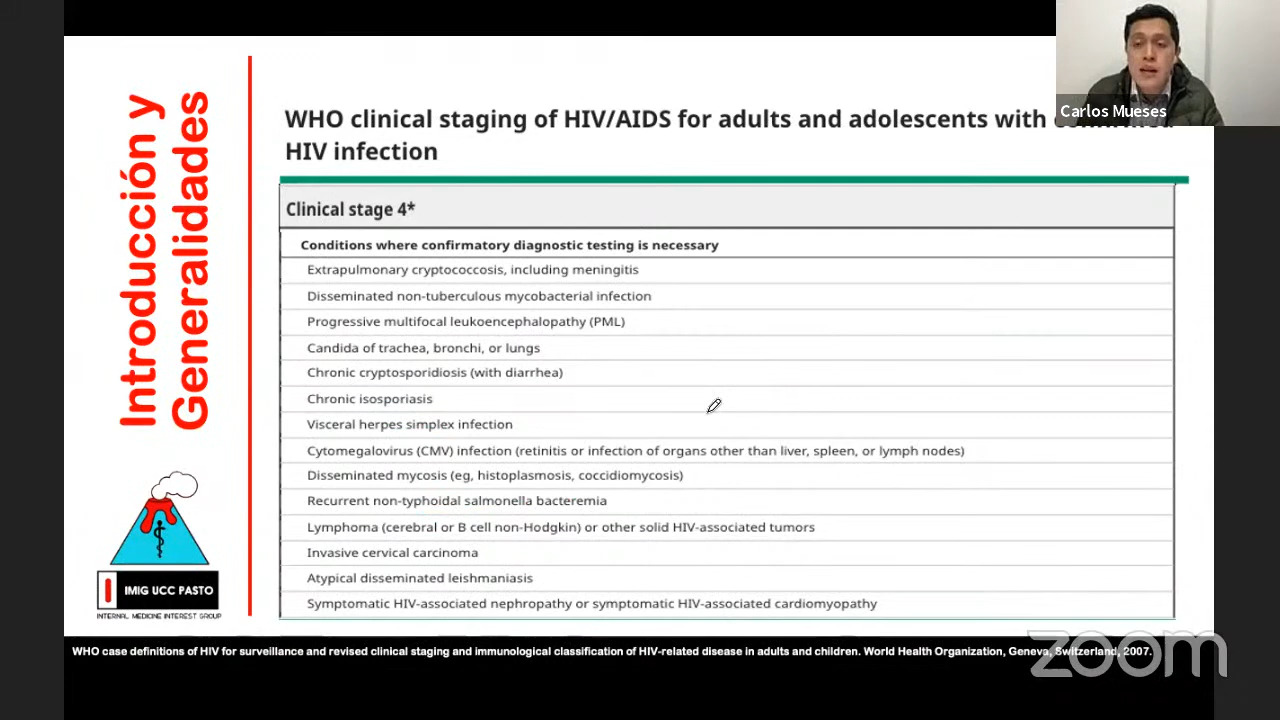 Introducción y
Generalidades
WHO clinical staging of HIV/AIDS for adults and adolescents with
HIV infection
Clinical stage 4*
Conditions where confirmatory diagnostic testing is necessary
Extrapulmonary cryptococcosis, including meningitis
Disseminated non-tuberculous mycobacterial infection
Progressive multifocal leukoencephalopathy (PML)
Candida of trachea, bronchi, or lungs
Chronic cryptosporidiosis (with diarrhea)
Chronic isosporiasis
Visceral herpes simplex infection
Cytomegalovirus (CMV) infection (retinitis or infection of organs other than liver, spleen, or lymph nodes)
Disseminated mycosis (eg, histoplasmosis, coccidiomycosis)
Recurrent non-typhoidal salmonella bacteremia
Lymphoma (cerebral or B cell non-Hodgkin) or other solid HIV-associated tumors
Invasive cervical carcinoma
Atypical disseminated leishmaniasis
Symptomatic HIV-associated nephropathy or symptomatic HIV-associated cardiomyopathy
IMIG UCC PASTO
INTERNAL MEDICINE INTEREST GROUP
WHO case definitions of HIV for surveillance and revised clinical staging and immunological classification of HIV-related disease in adults and children. World Health Organization, Geneva, Switzerland, 2007.
Carlos Mueses
zoom